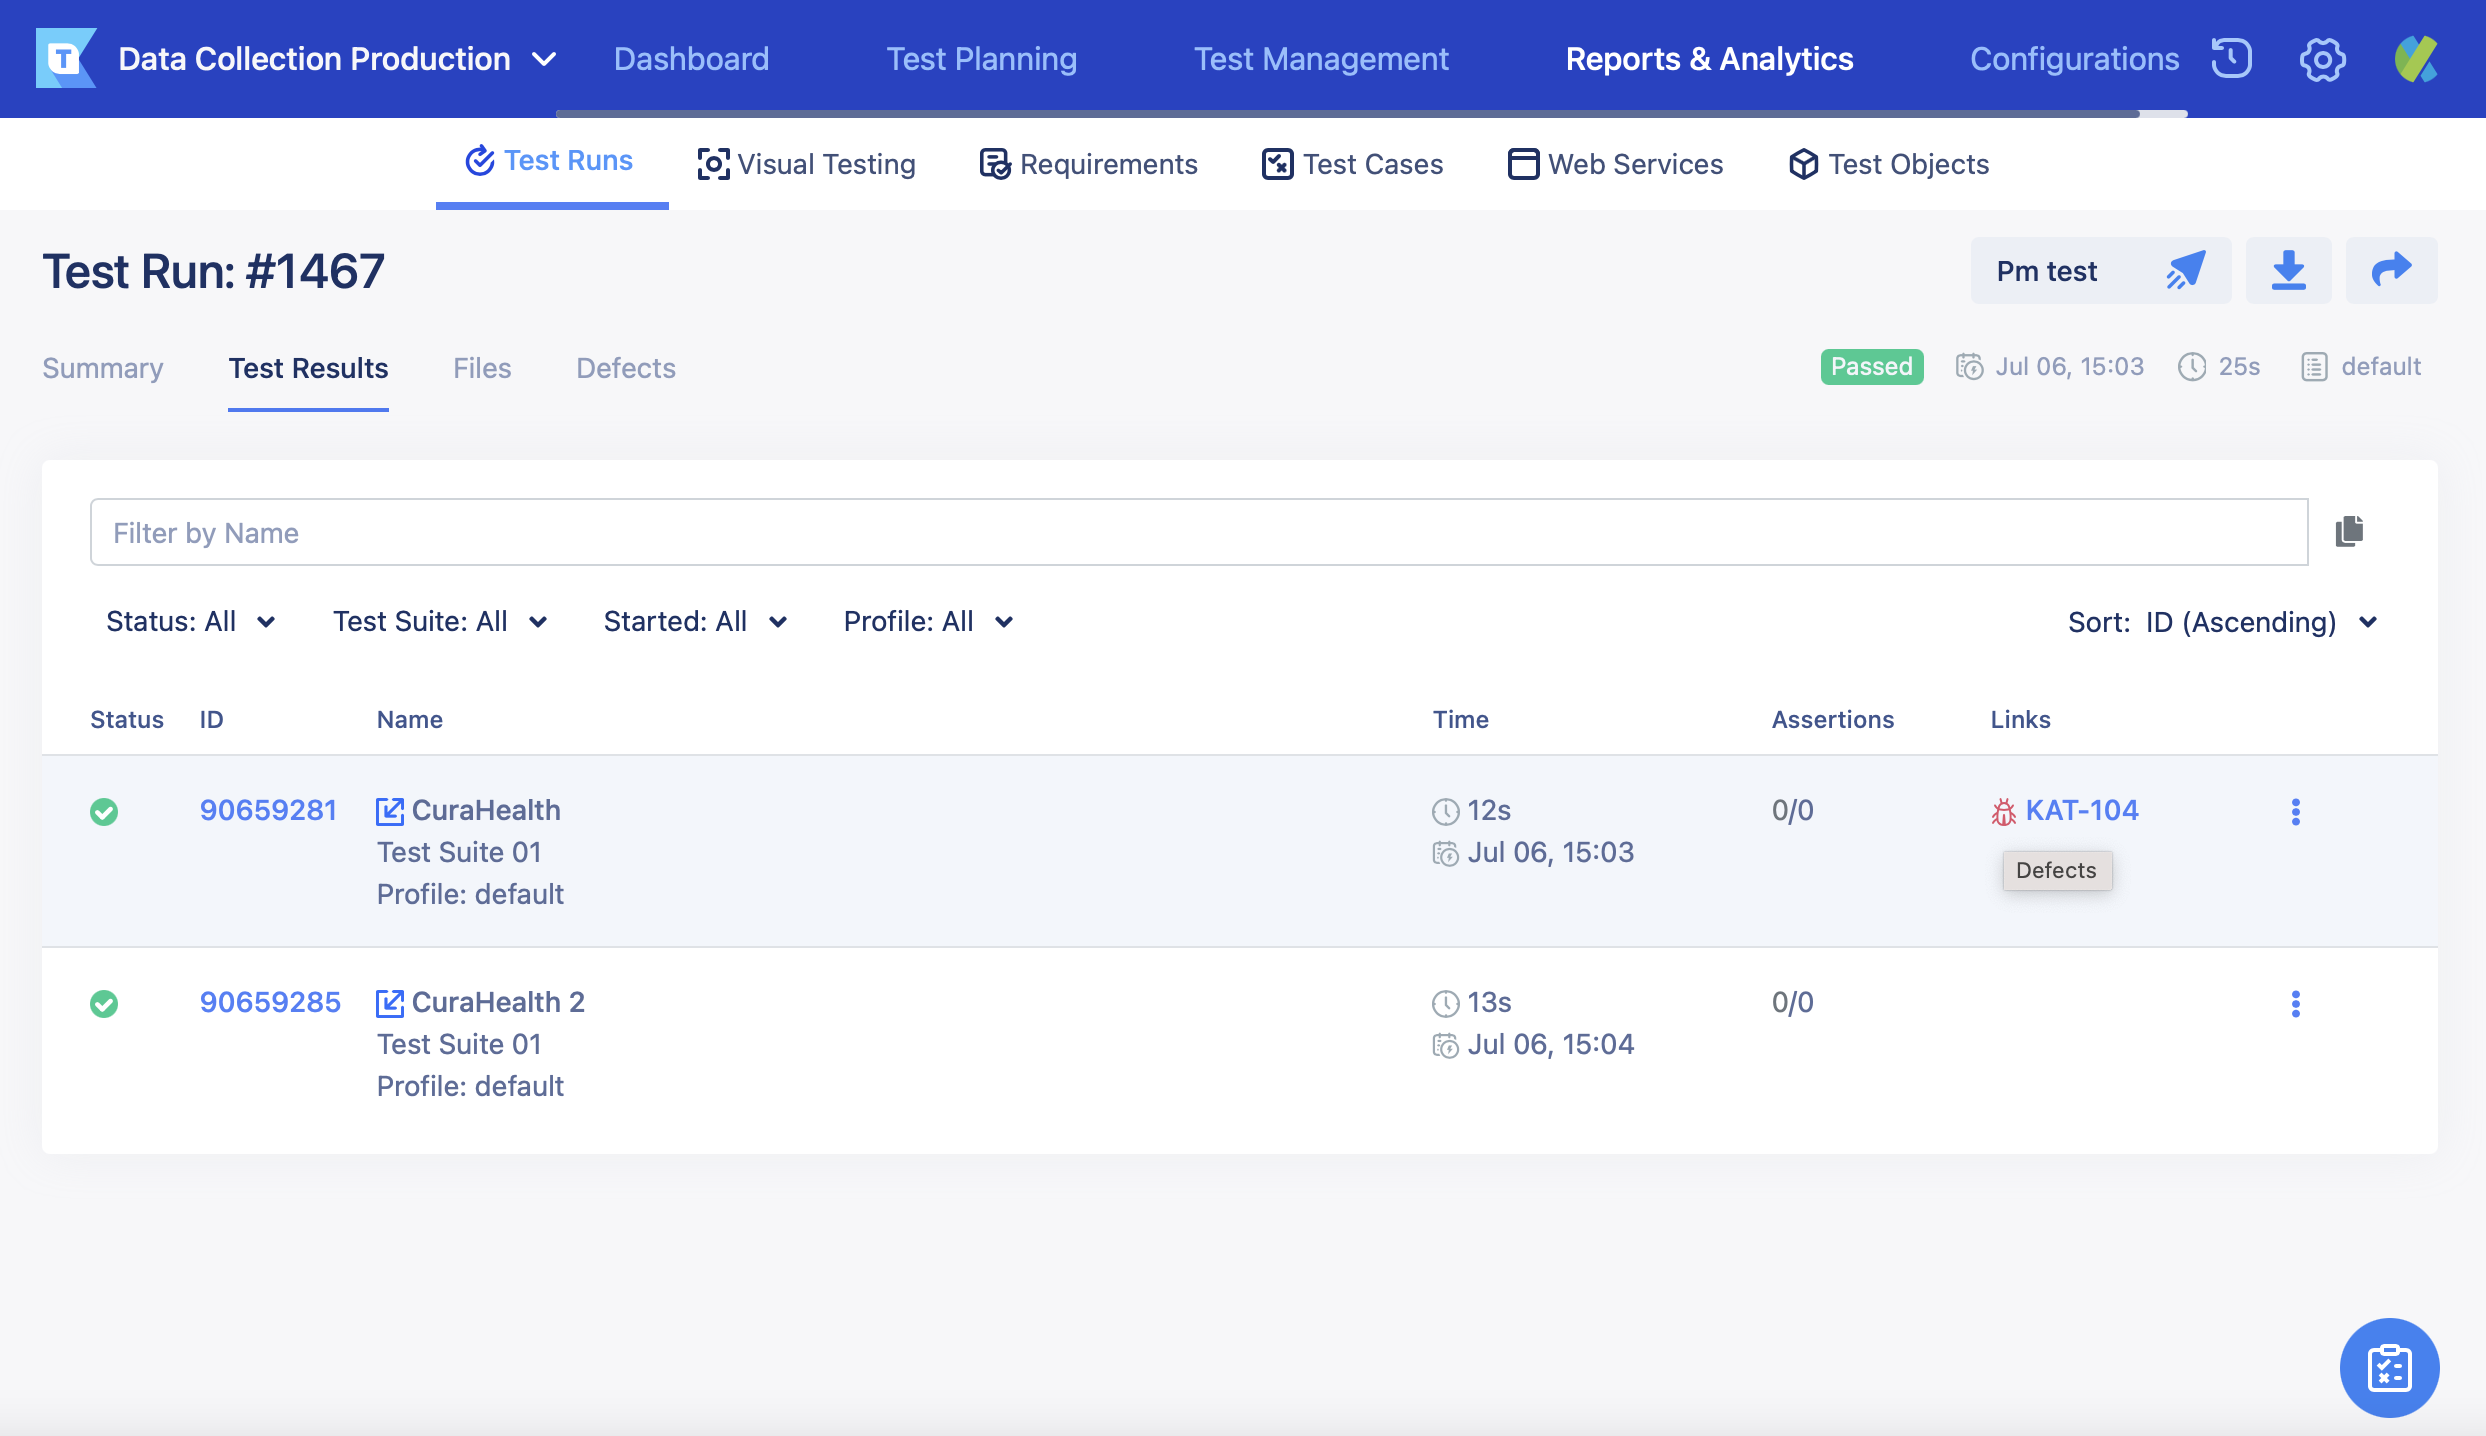 T Data Collection Production Dashboard Test Planning Test Management Reports & Analytics Configurations
Test Runs Visual Testing Requirements Test Cases Web Services Test Objects
Test Run: #1467 Pm test
Summary Test Results Files Defects Passed Jul 06, 15:03 25s default
Filter by Name
Status: All Test Suite: All Started: All Profile: All Sort: ID (Ascending)
Status ID Name Time Assertions Links
90659281 CuraHealth 12s 0/0 KAT-104
Test Suite 01 Jul 06, 15:03 Defects
Profile: default
90659285 CuraHealth 2 13s 0/0
Test Suite 01 Jul 06, 15:04
Profile: default